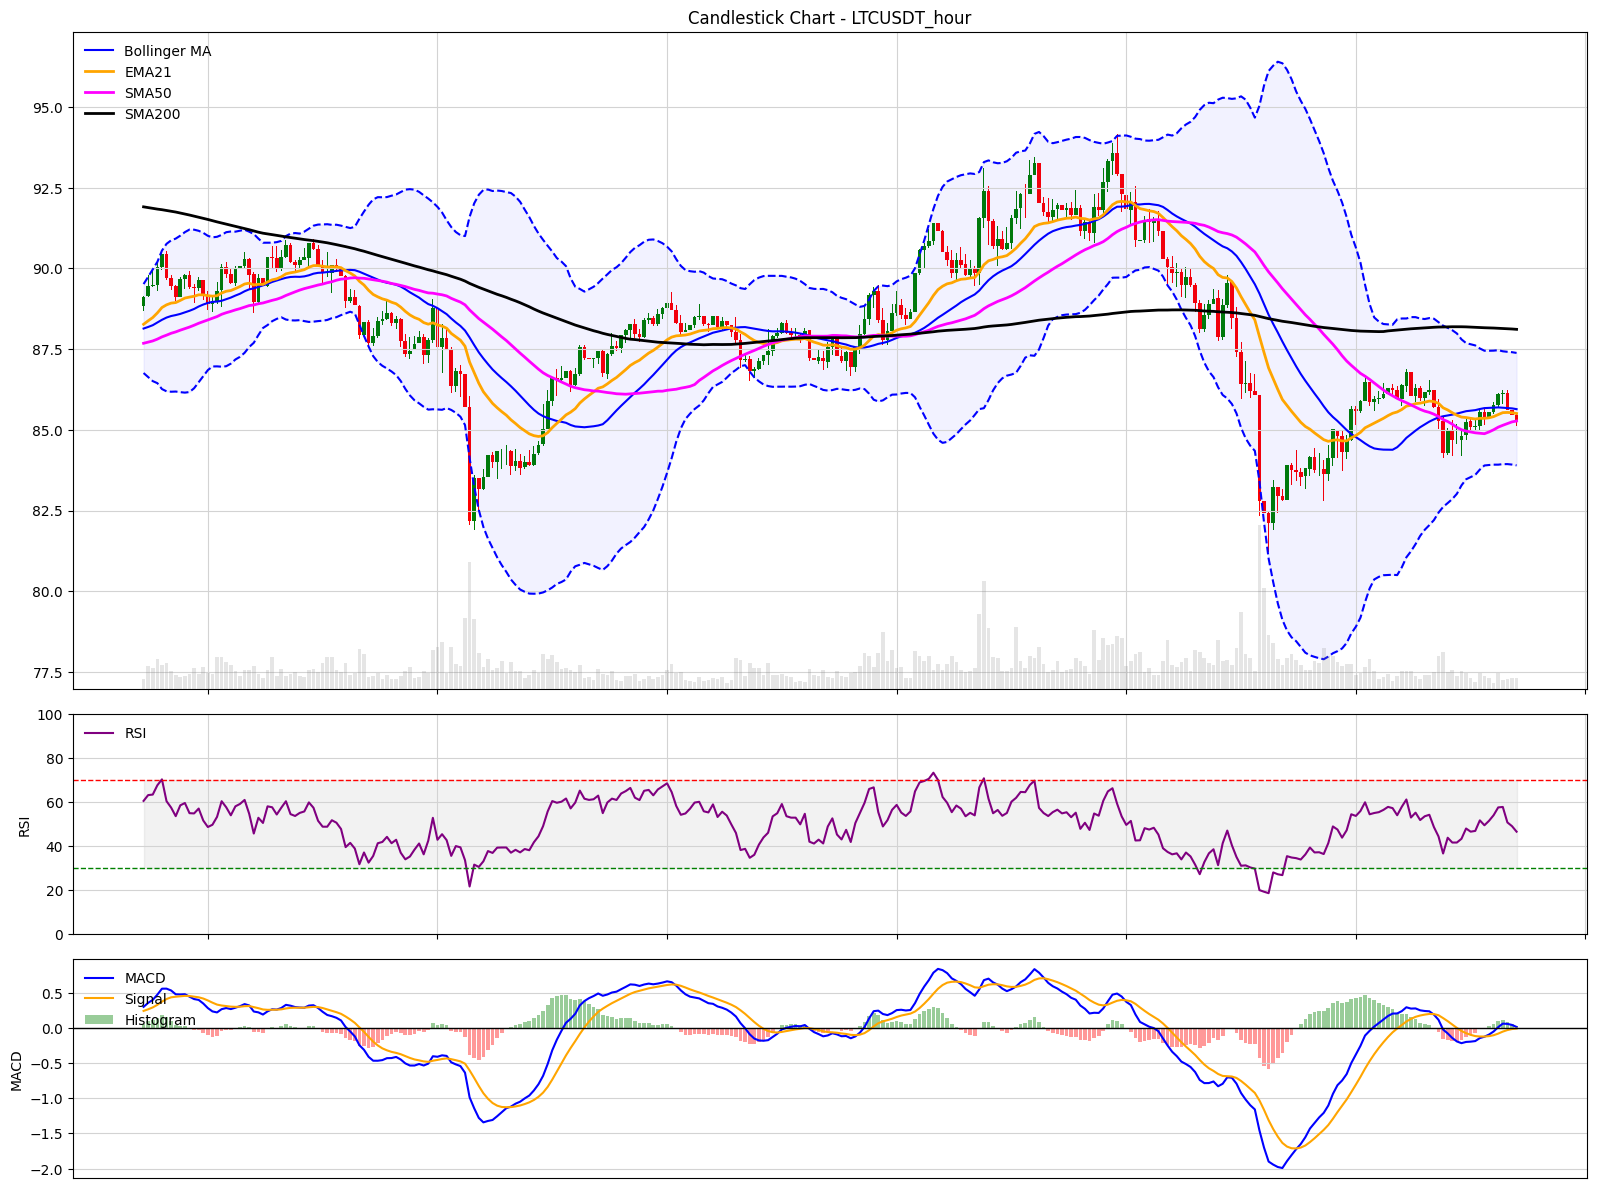 Candlestick Chart - LTCUSDT_hour
Bollinger MA
EMA21
SMA50
SMA200
95.0
92.5
90.0
87.5
85.0
82.5
80.0
77.5
100
80
60
40
20
0
RSI
RSI
0.5
0.0
−0.5
−1.0
−1.5
−2.0
MACD
MACD
Signal
Histogram